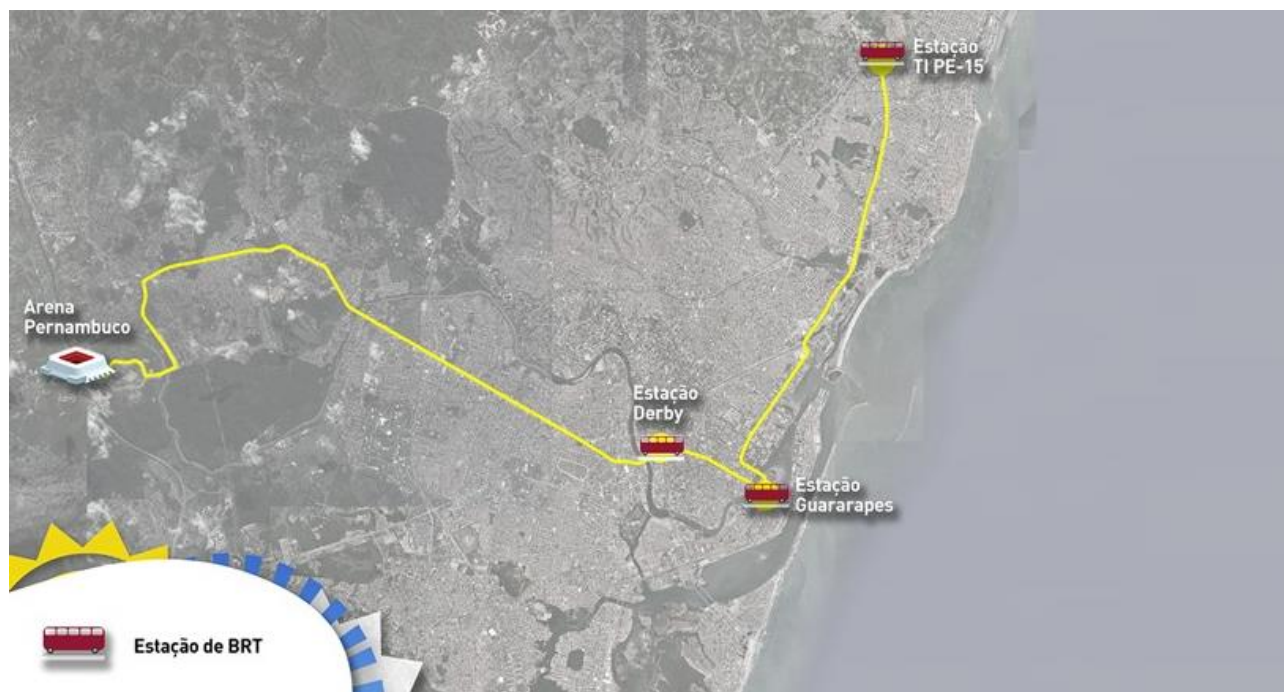 Estação
TI PE-15
Arena
Pernambuco
Estação
Derby
Estação
Guararapes
Estação de BRT